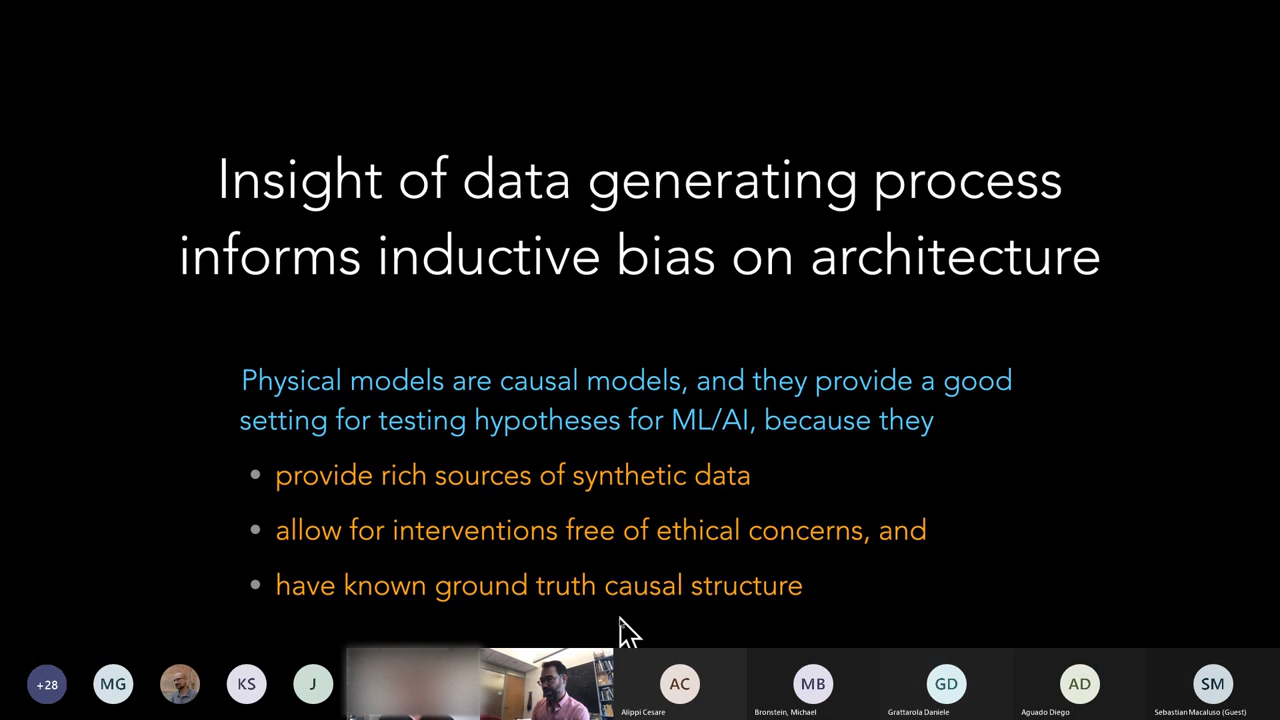 Insight of data generating process
informs inductive bias on architecture
Physical models are causal models, and they provide a good
setting for testing hypotheses for ML/AI, because they
• provide rich sources of synthetic data
• allow for interventions free of ethical concerns, and
• have known ground truth causal structure
+28
MG
KS
J
AC
MB
GD
AD
SM
Alippi Cesare
Bronstein, Michael
Grattarola Daniele
Aguado Diego
Sebastian Macaluso (Guest)